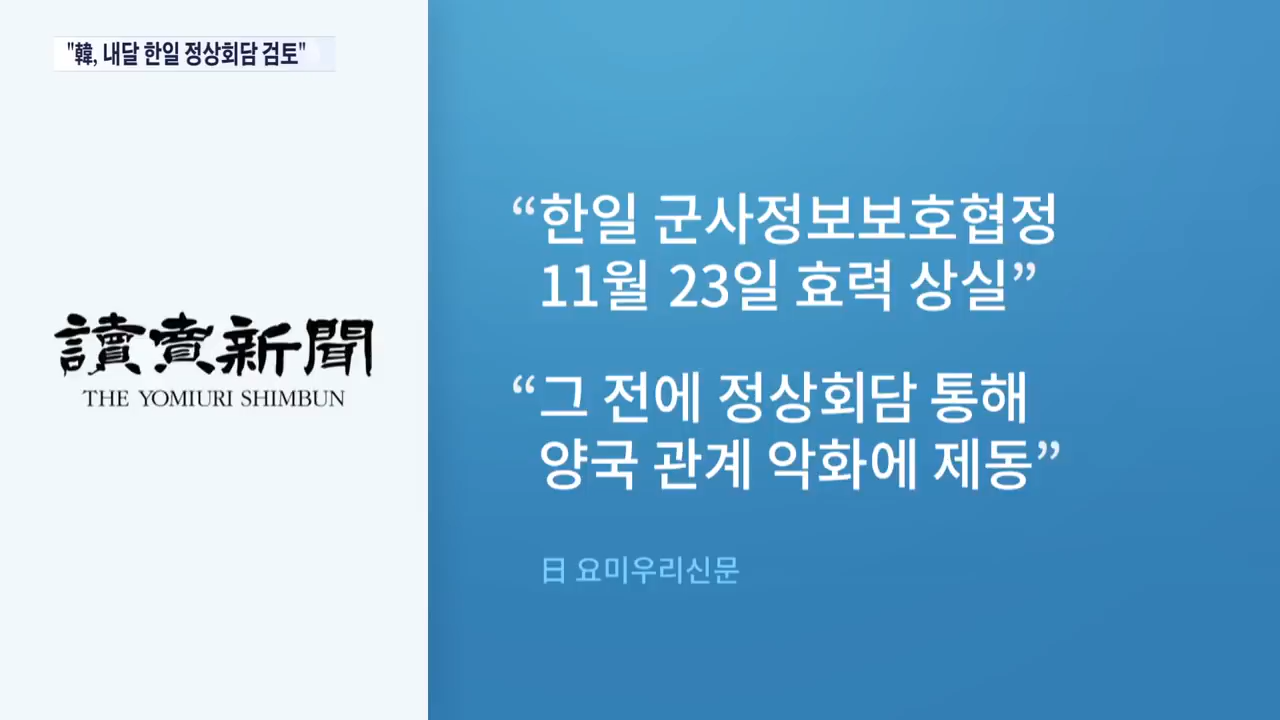 "韓, 내달 한일 정상회담 검토"
讀賣新聞
THE YOMIURI SHIMBUN
“한일 군사정보보호협정
11월 23일 효력 상실”
“그 전에 정상회담 통해
양국 관계 악화에 제동”
日 요미우리신문